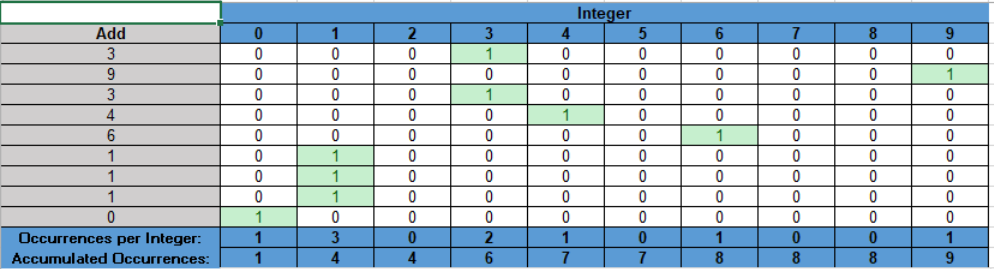 Integer
Add 0 1 2 3 4 5 6 7 8 9
3 0 0 0 1 0 0 0 0 0 0
9 0 0 0 0 0 0 0 0 0 1
3 0 0 0 1 0 0 0 0 0 0
4 0 0 0 0 1 0 0 0 0 0
6 0 0 0 0 0 0 1 0 0 0
1 0 1 0 0 0 0 0 0 0 0
1 0 1 0 0 0 0 0 0 0 0
1 0 1 0 0 0 0 0 0 0 0
0 1 0 0 0 0 0 0 0 0 0
Occurrences per Integer: 1 3 0 2 1 0 1 0 0 1
Accumulated Occurrences: 1 4 4 6 7 7 8 8 8 9